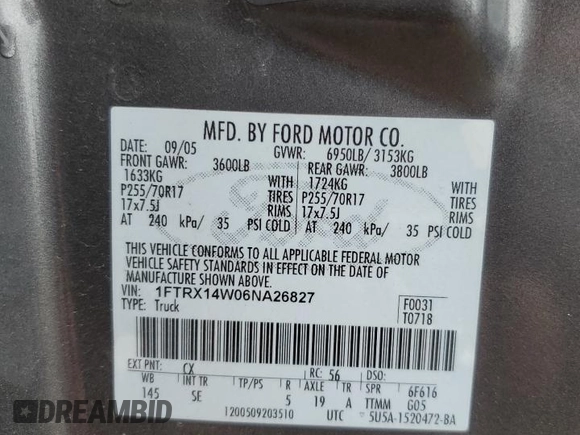 MFD. BY FORD MOTOR CO.
DATE: 09/05 GVWR: 6950LB/ 3153KG
FRONT GAWR: 3600LB REAR GAWR: 3800LB
1633KG WITH 1724KG WITH
P255/70R17 TIRES P255/70R17 TIRES
17x7.5J RIMS 17x7.5J RIMS
AT 240 kPa/ 35 PSI COLD AT 240 kPa/ 35 PSI COLD
THIS VEHICLE CONFORMS TO ALL APPLICABLE FEDERAL MOTOR
VEHICLE SAFETY STANDARDS IN EFFECT ON THE DATE OF
MANUFACTURE SHOWN ABOVE.
VIN: 1FTRX14W06NA26827 F0031
TYPE: Truck T0718
EXT PNT: CX RC: 56 DSO:
WB INT TR TP/PS R AXLE TR SPR 6F616
145 SE 5 19 A TTMM G05
1200509203510 UTC 5U5A-1520472-BA
DREAMBID
Ford